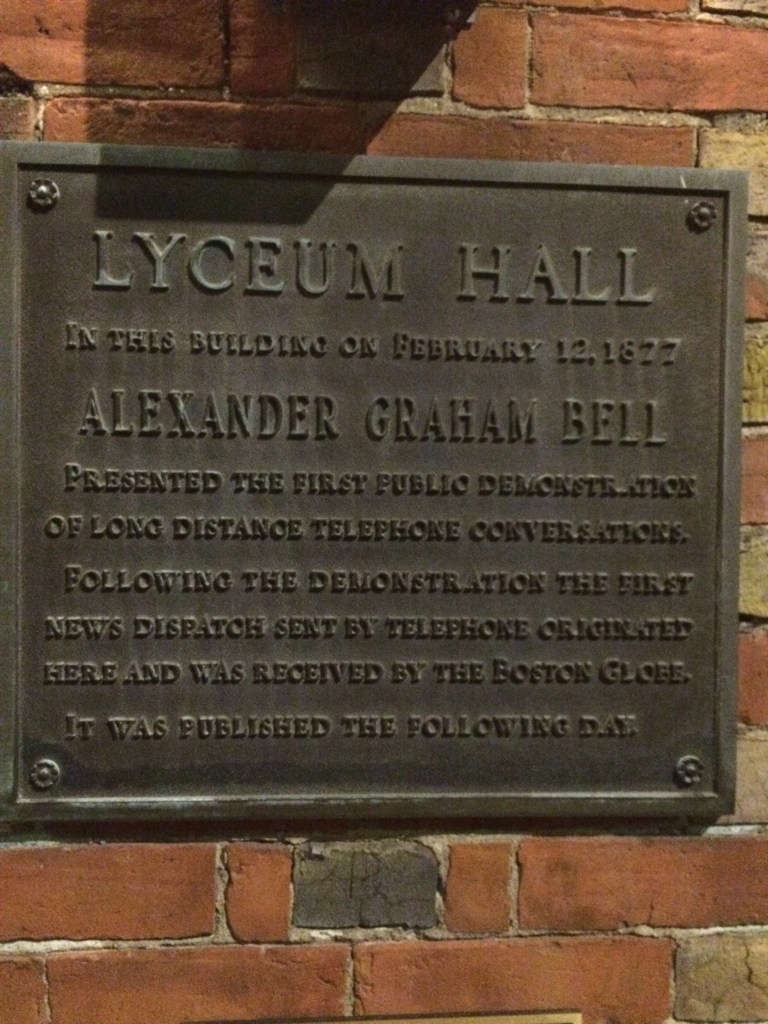 LYCEUM HALL
IN THIS BUILDING ON FEBRUARY 12, 1877
ALEXANDER GRAHAM BELL
PRESENTED THE FIRST PUBLIC DEMONSTRATION
OF LONG DISTANCE TELEPHONE CONVERSATIONS.
FOLLOWING THE DEMONSTRATION THE FIRST
NEWS DISPATCH SENT BY TELEPHONE ORIGINATED
HERE AND WAS RECEIVED BY THE BOSTON GLOBE.
IT WAS PUBLISHED THE FOLLOWING DAY.